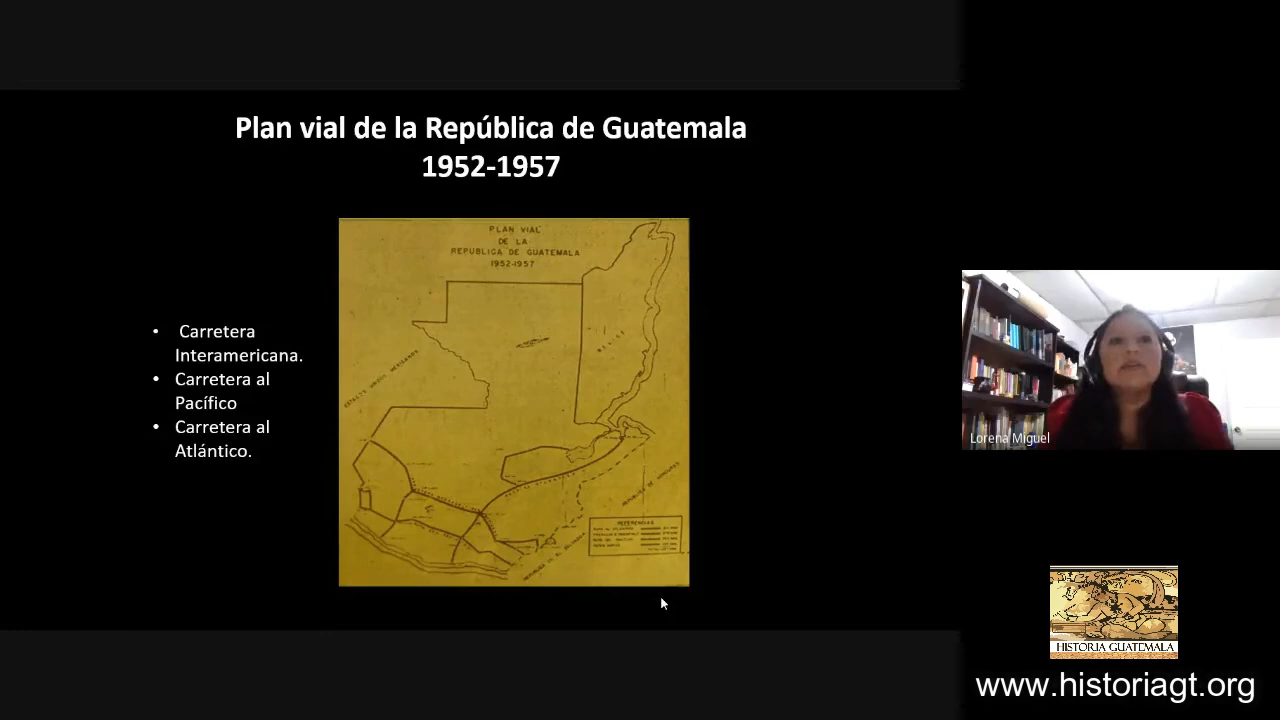 Plan vial de la República de Guatemala
1952-1957
PLAN VIAL
DE LA
REPUBLICA DE GUATEMALA
1952-1957
• Carretera
Interamericana.
• Carretera al
Pacífico
• Carretera al
Atlántico.
BELICE
REFERENCIAS
Lorena Miguel
HISTORIA GUATEMALA
www.historiagt.org